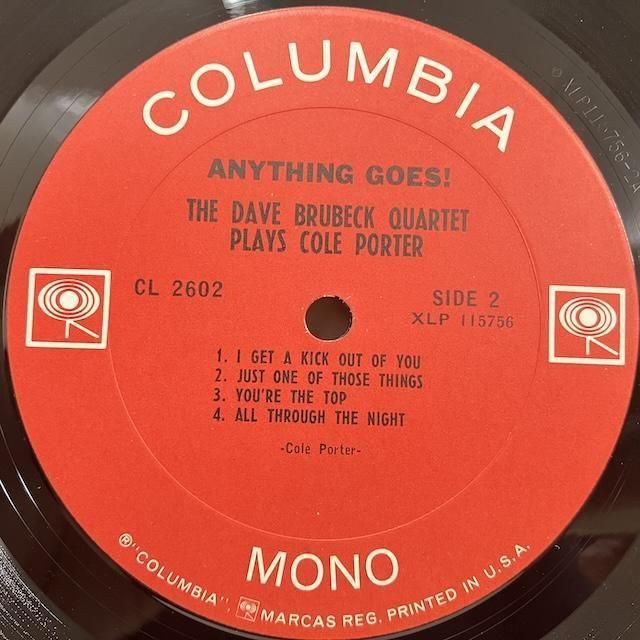 COLUMBIA
ANYTHING GOES!
THE DAVE BRUBECK QUARTET
PLAYS COLE PORTER
CL 2602
SIDE 2
XLP 115756
1. I GET A KICK OUT OF YOU
2. JUST ONE OF THOSE THINGS
3. YOU'RE THE TOP
4. ALL THROUGH THE NIGHT
-Cole Porter-
MONO
®"COLUMBIA", MARCAS REG. PRINTED IN U.S.A.